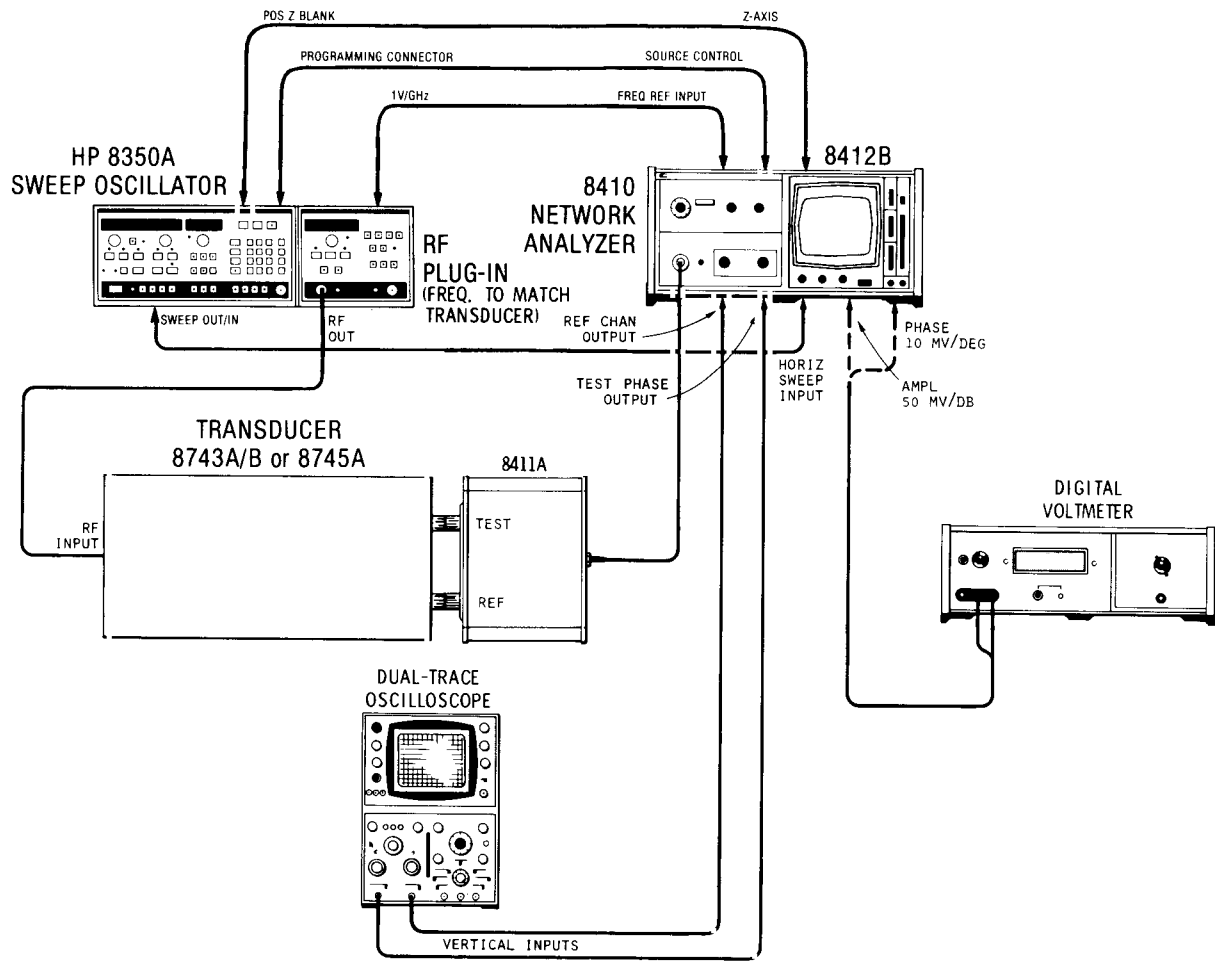 POS Z BLANK
Z-AXIS
PROGRAMMING CONNECTOR
SOURCE CONTROL
1V/GHz
FREQ REF INPUT
HP 8350A
SWEEP OSCILLATOR
8412B
8410
NETWORK
ANALYZER
RF
PLUG-IN
(FREQ. TO MATCH
TRANSDUCER)
SWEEP OUT/IN
RF
OUT
REF CHAN
OUTPUT
PHASE
10 MV/DEG
TEST PHASE
OUTPUT
HORIZ
SWEEP
INPUT
AMPL
50 MV/DB
TRANSDUCER
8743A/B or 8745A
8411A
RF
INPUT
TEST
REF
DIGITAL
VOLTMETER
DUAL-TRACE
OSCILLOSCOPE
VERTICAL INPUTS